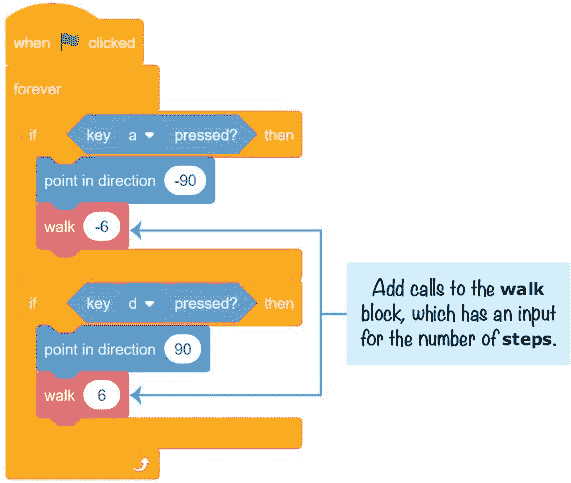 when clicked
forever
if key a pressed? then
point in direction -90
walk -6
if key d pressed? then
point in direction 90
walk 6
Add calls to the walk
block, which has an input
for the number of steps.